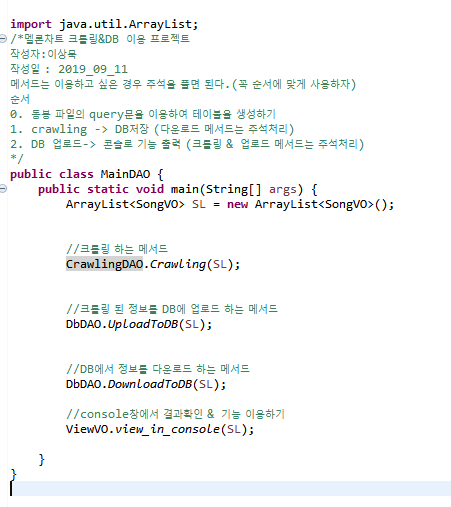 import java.util.ArrayList;
/*멜론차트 크롤링&DB 이용 프로젝트
작성자:이상묵
작성일 : 2019_09_11
메서드는 이용하고 싶은 경우 주석을 풀면 된다.(꼭 순서에 맞게 사용하자)
순서
0. 동봉 파일의 query문을 이용하여 테이블을 생성하기
1. crawling -> DB저장 (다운로드 메서드는 주석처리)
2. DB 업로드-> 콘솔로 기능 출력 (크롤링 & 업로드 메서드는 주석처리)
*/
public class MainDAO {
public static void main(String[] args) {
ArrayList<SongVO> SL = new ArrayList<SongVO>();
//크롤링 하는 메서드
CrawlingDAO.Crawling(SL);
//크롤링 된 정보를 DB에 업로드 하는 메서드
DbDAO.UploadToDB(SL);
//DB에서 정보를 다운로드 하는 메서드
DbDAO.DownloadToDB(SL);
//console창에서 결과확인 & 기능 이용하기
ViewVO.view_in_console(SL);
}
}